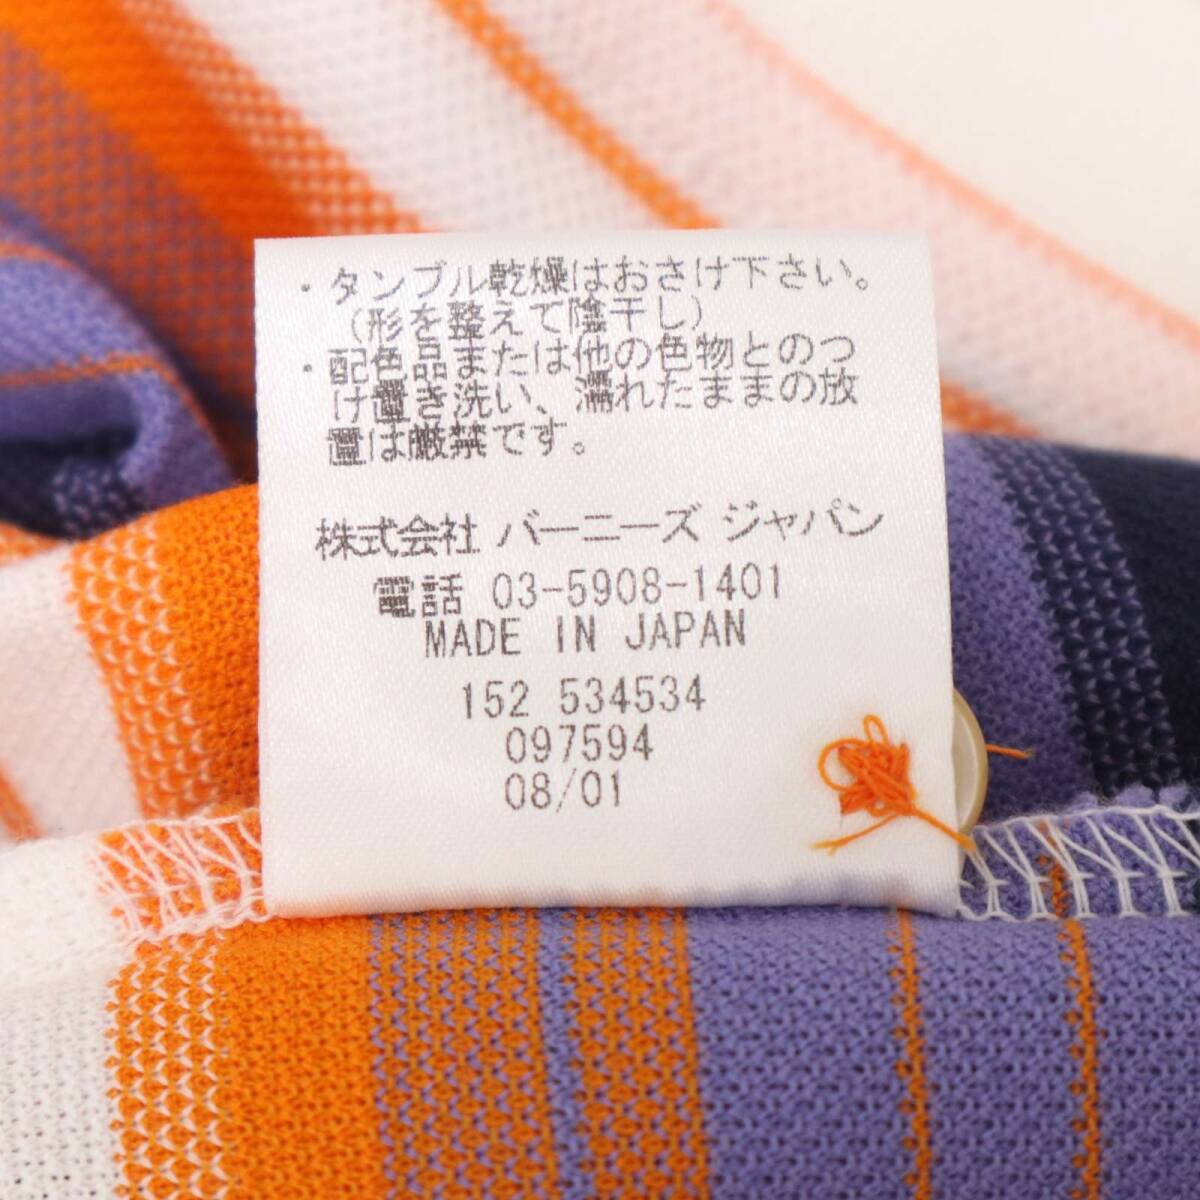 ・タンブル乾燥はおさけ下さい。
(形を整えて陰干し)
・配色品または他の色物とのつ
け置き洗い、濡れたままの放
置は厳禁です。
株式会社 バーニーズ ジャパン
電話 03-5908-1401
MADE IN JAPAN
152 534534
097594
08/01